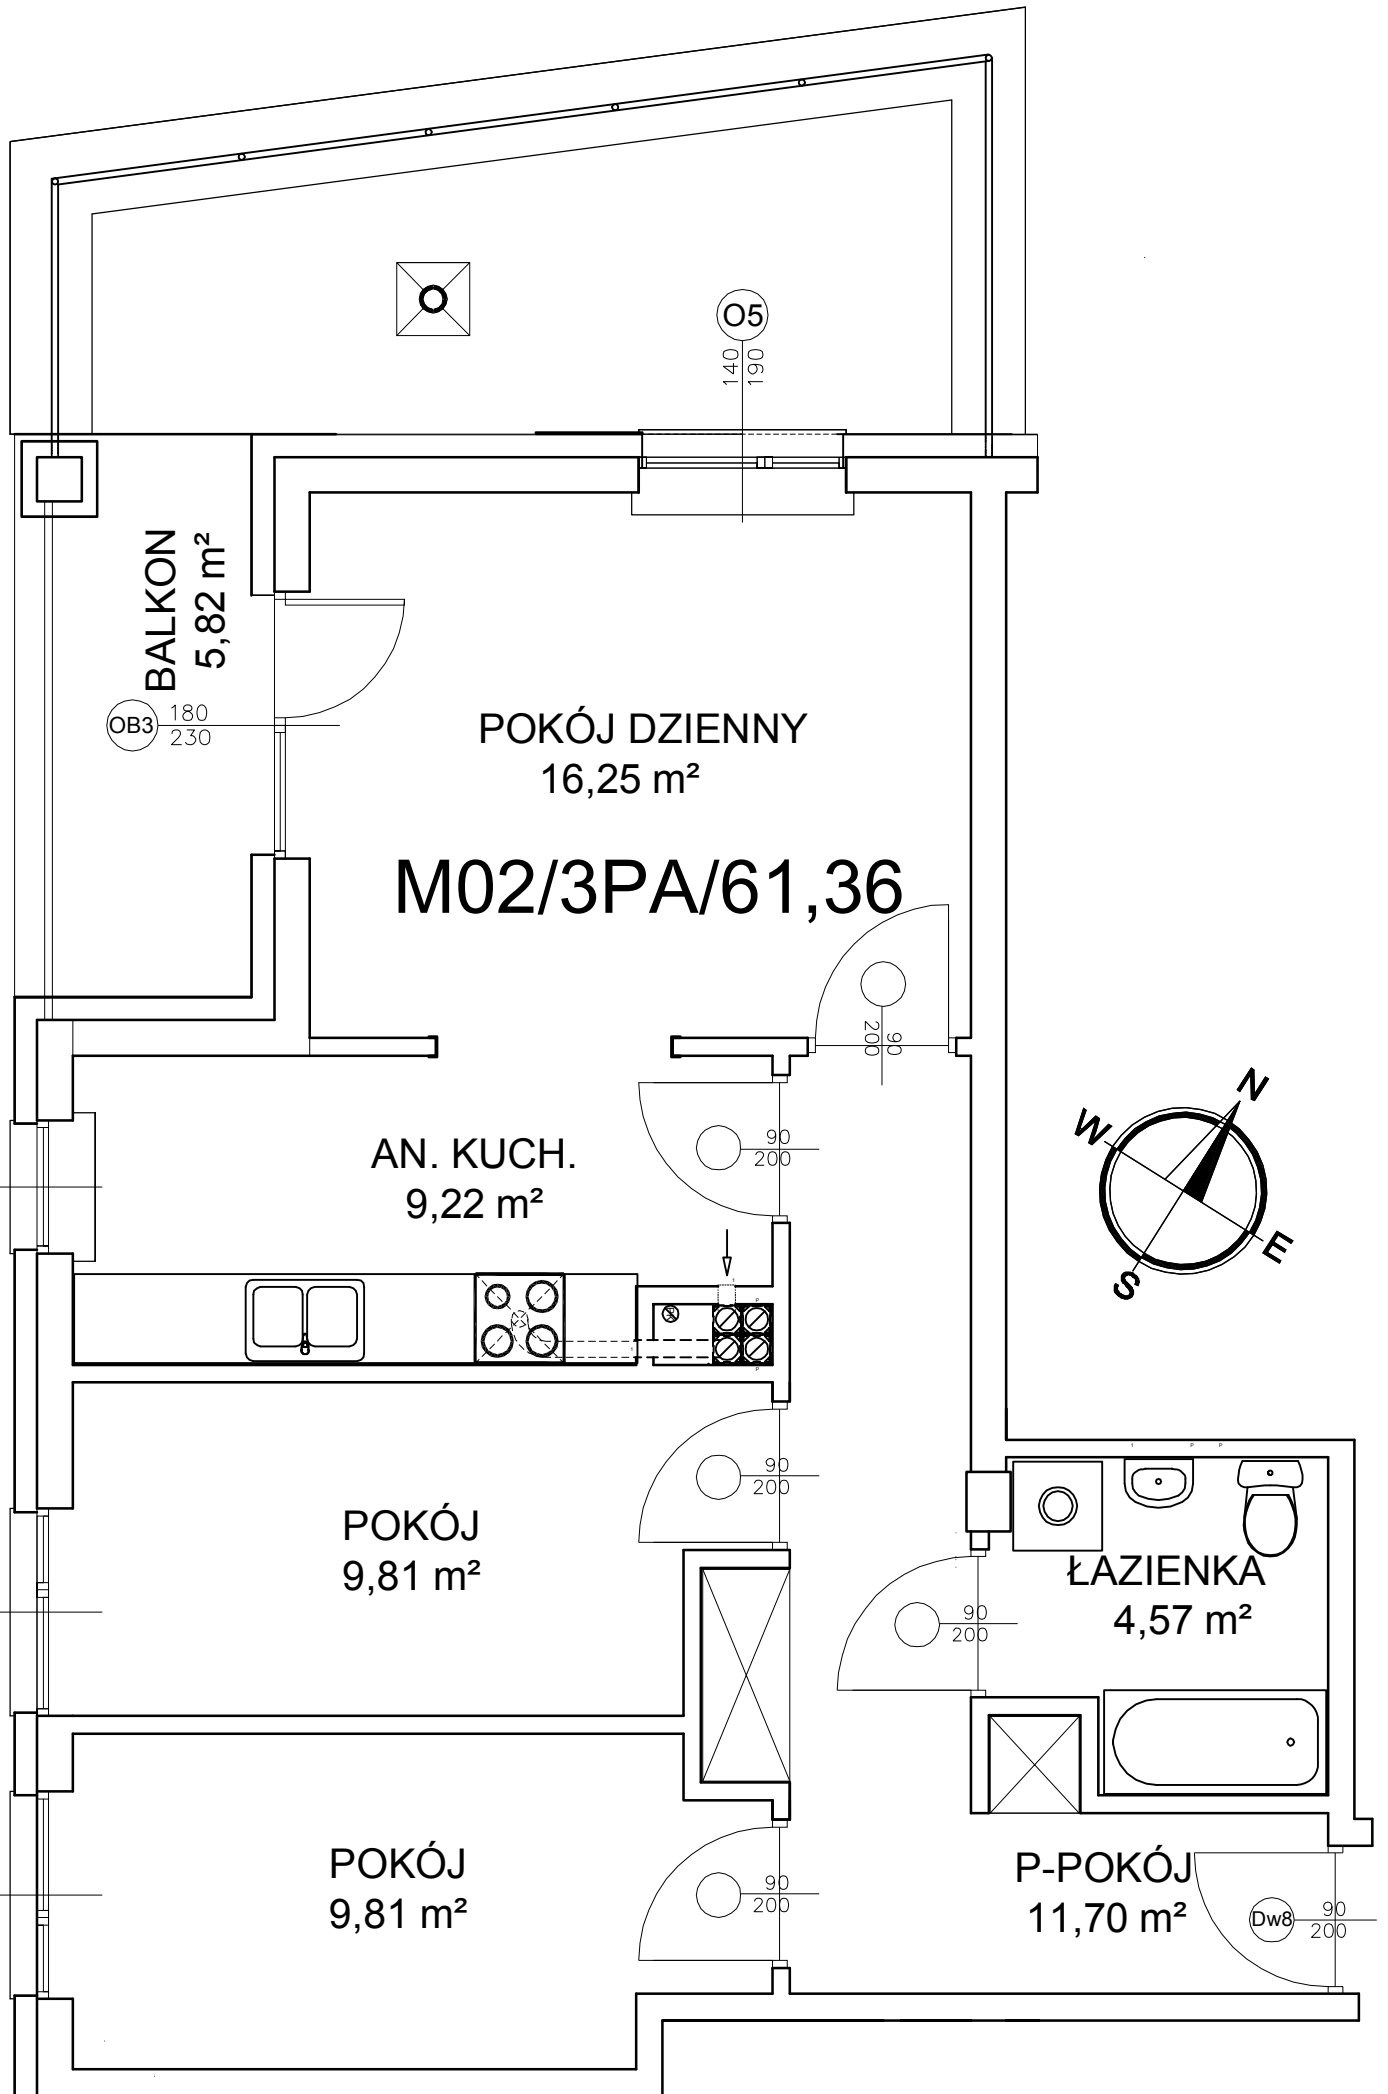 O5
140
190
BALKON
5,82 m²
OB3
180
230
POKÓJ DZIENNY
16,25 m²
M02/3PA/61,36
90
200
N
W
E
S
AN. KUCH.
9,22 m²
90
200
POKÓJ
9,81 m²
90
200
ŁAZIENKA
4,57 m²
90
200
POKÓJ
9,81 m²
90
200
P-POKÓJ
11,70 m²
Dw8
90
200